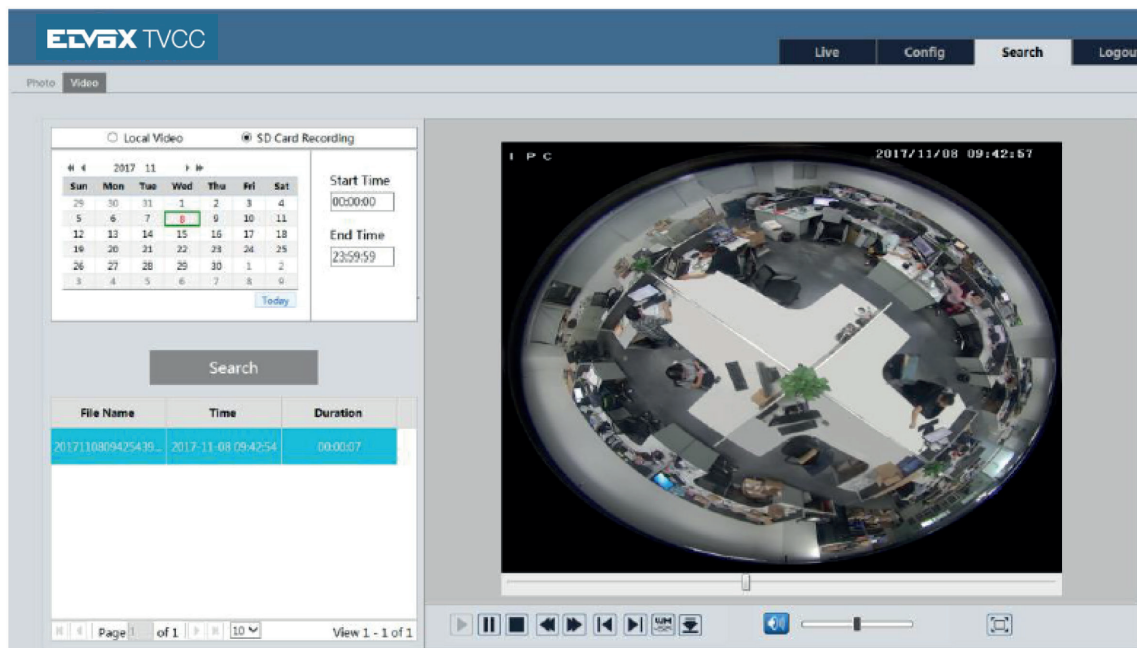 ELVOX TVCC
Live Config Search Logout
Photo Video
Local Video SD Card Recording
2017 11
Sun Mon Tue Wed Thu Fri Sat
29 30 31 1 2 3 4
5 6 7 8 9 10 11
12 13 14 15 16 17 18
19 20 21 22 23 24 25
26 27 28 29 30 1 2
3 4 5 6 7 8 9
Today
Start Time
00:00:00
End Time
23:59:59
Search
File Name Time Duration
2017110809425439... 2017-11-08 09:42:54 00:00:07
Page 1 of 1 10 View 1 - 1 of 1
IPC 2017/11/08 09:42:57
WM